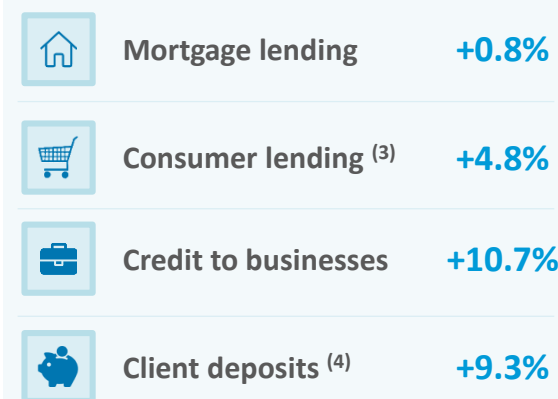 Mortgage lending +0.8%
Consumer lending (3) +4.8%
Credit to businesses +10.7%
Client deposits (4) +9.3%